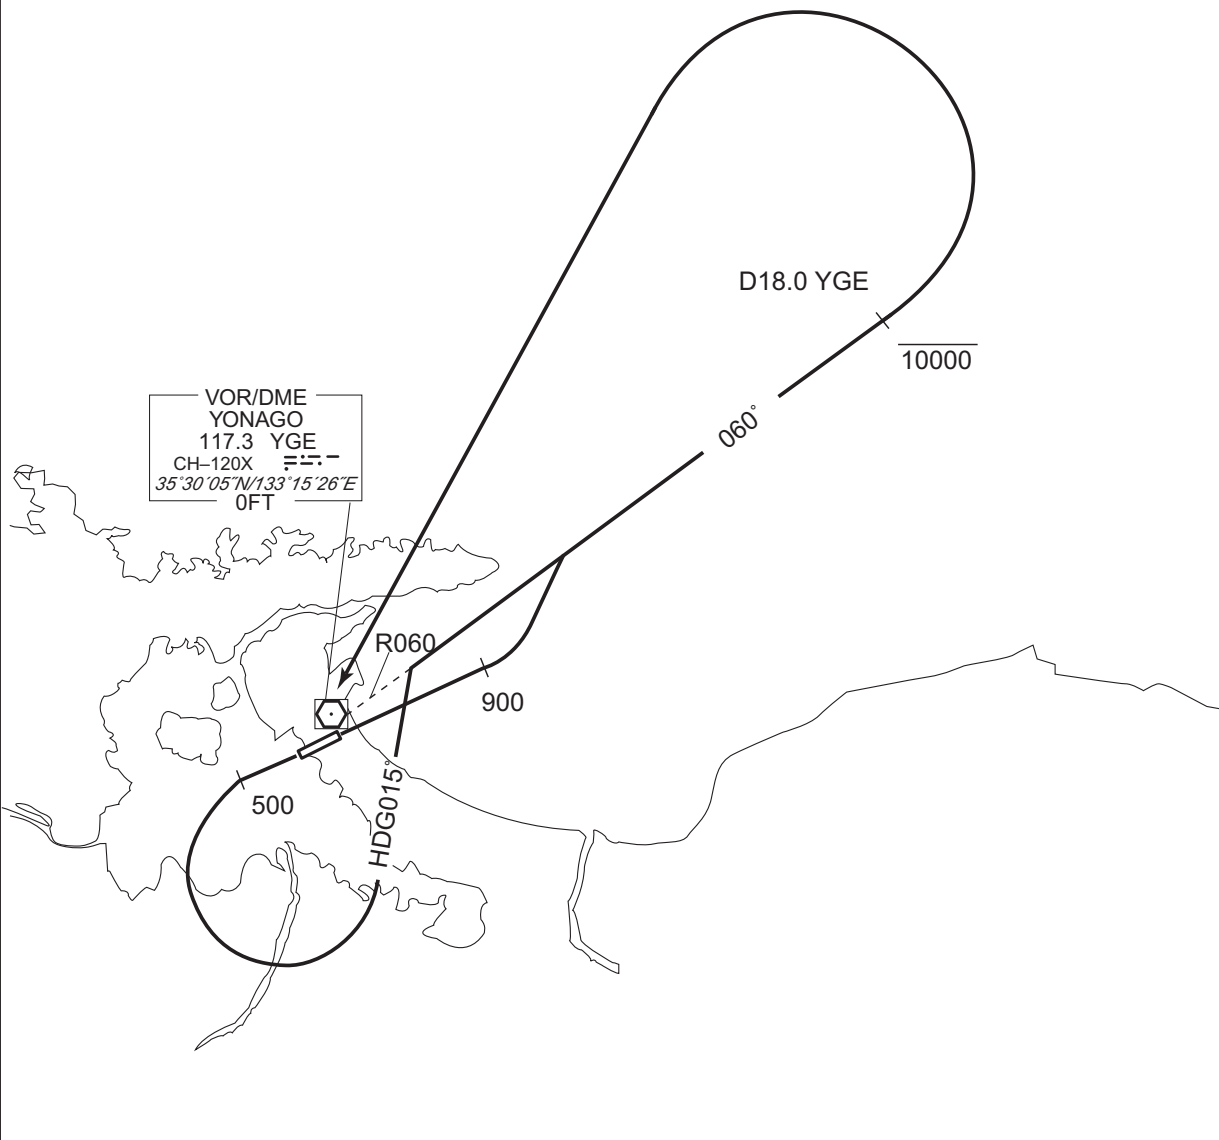 D18.0 YGE
10000
060°
VOR/DME
YONAGO
117.3 YGE
CH–120X
35°30´05˝N/133°15´26˝E
0FT
R060
900
HDG015°
500